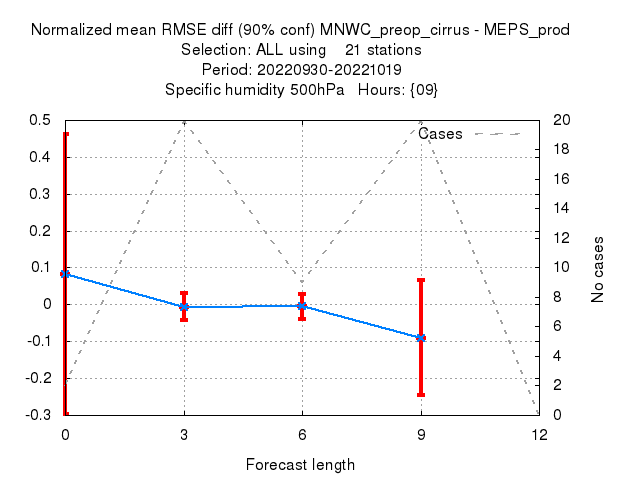 Normalized mean RMSE diff (90% conf) MNWC_preop_cirrus - MEPS_prod
Selection: ALL using    21 stations
Period: 20220930-20221019
Specific humidity 500hPa   Hours: {09}
Cases
0.5
0.4
0.3
0.2
0.1
0
-0.1
-0.2
-0.3
20
18
16
14
12
10
8
6
4
2
0
No cases
0 3 6 9 12
Forecast length